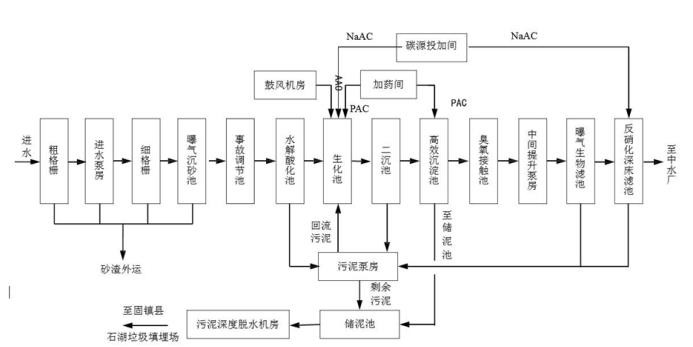 NaAC
碳源投加间
NaAC
鼓风机房
AAO
加药间
PAC
PAC
进水
粗格栅
进水泵房
细格栅
曝气沉砂池
事故调节池
水解酸化池
生化池
二沉池
高效沉淀池
臭氧接触池
中间提升泵房
曝气生物滤池
反硝化深床滤池
至中水厂
回流
污泥
至储泥池
砂渣外运
污泥泵房
剩余
污泥
至固镇县
石湖垃圾填埋场
污泥深度脱水机房
储泥池